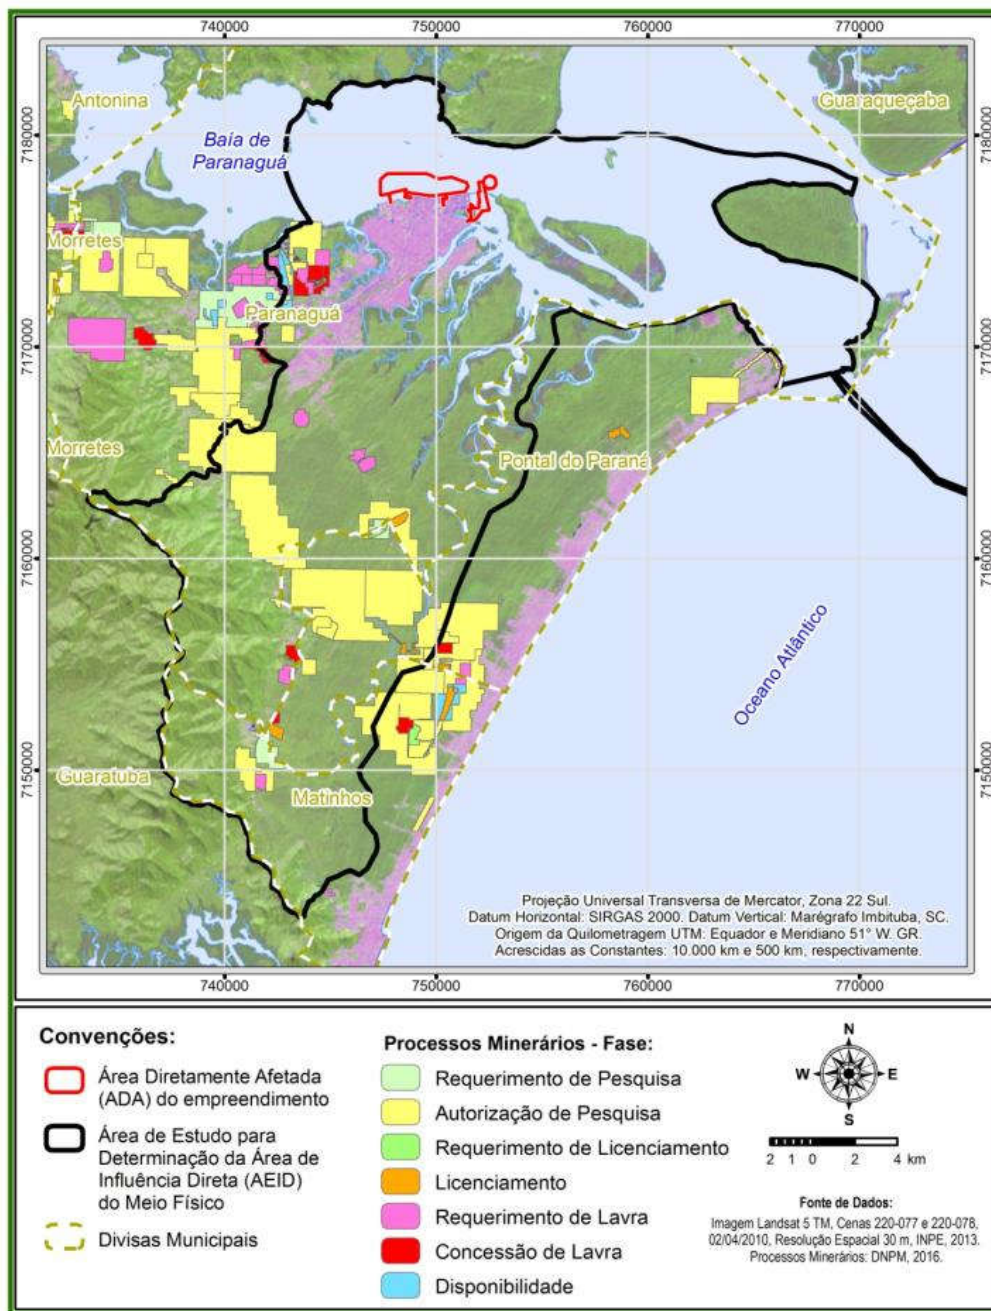 740000
750000
760000
770000
Antonina
Guaraqueçaba
Baía de
Paranaguá
7180000
7180000
Morretes
Paranaguá
7170000
7170000
Morretes
Pontal do Paraná
7160000
7160000
Oceano Atlântico
7150000
7150000
Guaratuba
Matinhos
Projeção Universal Transversa de Mercator, Zona 22 Sul.
Datum Horizontal: SIRGAS 2000. Datum Vertical: Marégrafo Imbituba, SC.
Origem da Quilometragem UTM: Equador e Meridiano 51° W. GR.
Acrescidas as Constantes: 10.000 km e 500 km, respectivamente.
740000
750000
760000
770000
Convenções:
Área Diretamente Afetada
(ADA) do empreendimento
Área de Estudo para
Determinação da Área de
Influência Direta (AEID)
do Meio Físico
Divisas Municipais
Processos Minerários - Fase:
Requerimento de Pesquisa
Autorização de Pesquisa
Requerimento de Licenciamento
Licenciamento
Requerimento de Lavra
Concessão de Lavra
Disponibilidade
N
W
E
S
2 1 0 2 4 km
Fonte de Dados:
Imagem Landsat 5 TM, Cenas 220-077 e 220-078,
02/04/2010, Resolução Espacial 30 m, INPE, 2013.
Processos Minerários: DNPM, 2016.